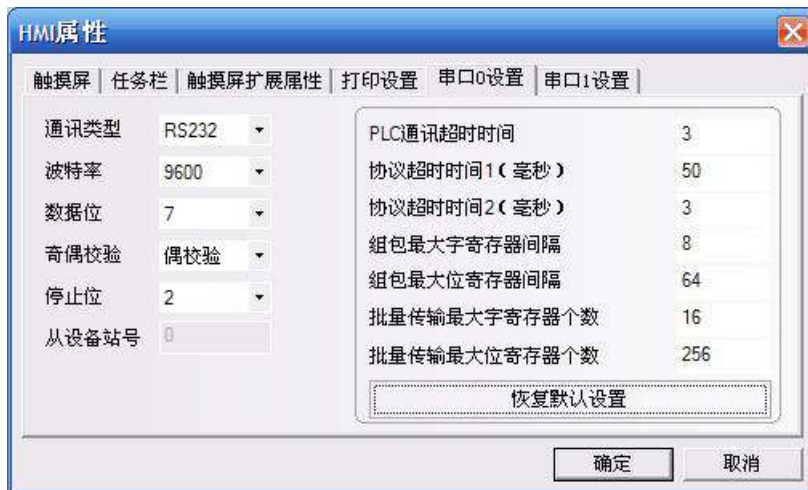 HMI属性
触摸屏 任务栏 触摸屏扩展属性 打印设置 串口0设置 串口1设置
通讯类型 RS232
波特率 9600
数据位 7
奇偶校验 偶校验
停止位 2
从设备站号 0
PLC通讯超时时间 3
协议超时时间1(毫秒) 50
协议超时时间2(毫秒) 3
组包最大字寄存器间隔 8
组包最大位寄存器间隔 64
批量传输最大字寄存器个数 16
批量传输最大位寄存器个数 256
恢复默认设置
确定 取消